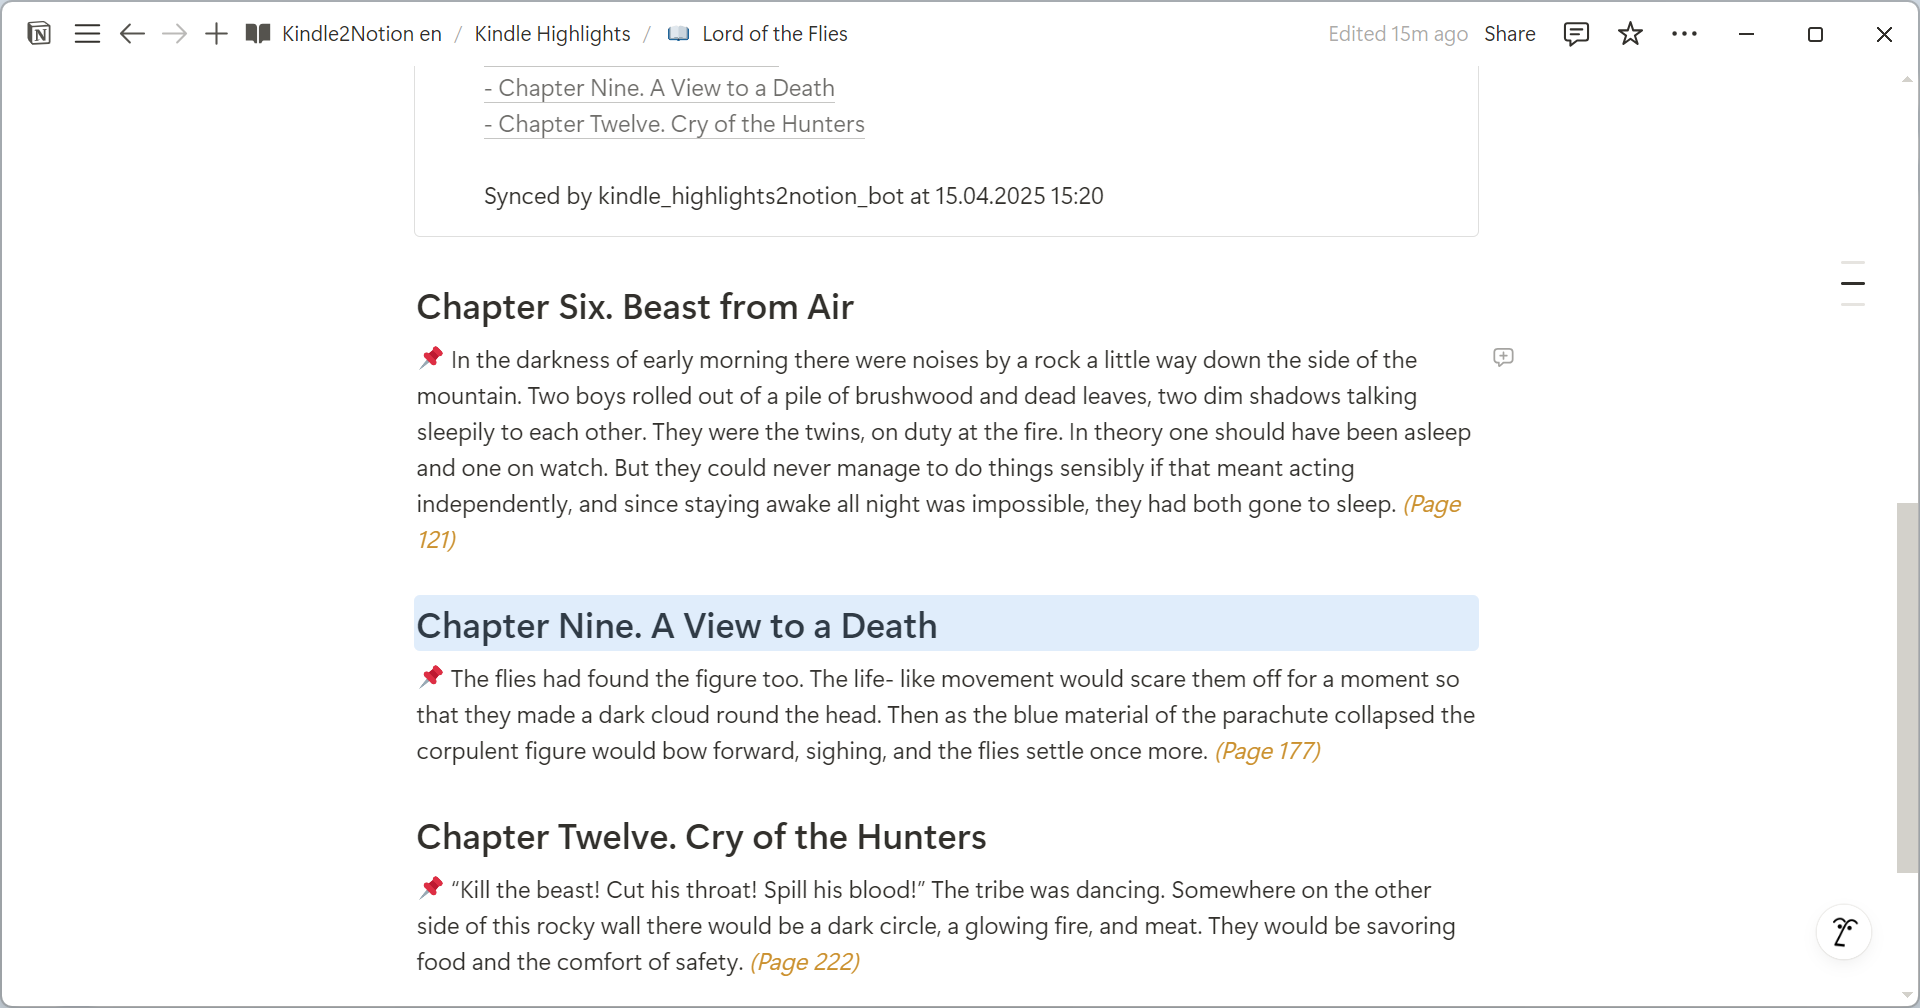 Kindle2Notion en / Kindle Highlights / Lord of the Flies Edited 15m ago Share
- Chapter Nine. A View to a Death
- Chapter Twelve. Cry of the Hunters
Synced by kindle_highlights2notion_bot at 15.04.2025 15:20
Chapter Six. Beast from Air
In the darkness of early morning there were noises by a rock a little way down the side of the
mountain. Two boys rolled out of a pile of brushwood and dead leaves, two dim shadows talking
sleepily to each other. They were the twins, on duty at the fire. In theory one should have been asleep
and one on watch. But they could never manage to do things sensibly if that meant acting
independently, and since staying awake all night was impossible, they had both gone to sleep. (Page
121)
Chapter Nine. A View to a Death
The flies had found the figure too. The life- like movement would scare them off for a moment so
that they made a dark cloud round the head. Then as the blue material of the parachute collapsed the
corpulent figure would bow forward, sighing, and the flies settle once more. (Page 177)
Chapter Twelve. Cry of the Hunters
“Kill the beast! Cut his throat! Spill his blood!” The tribe was dancing. Somewhere on the other
side of this rocky wall there would be a dark circle, a glowing fire, and meat. They would be savoring
food and the comfort of safety. (Page 222)